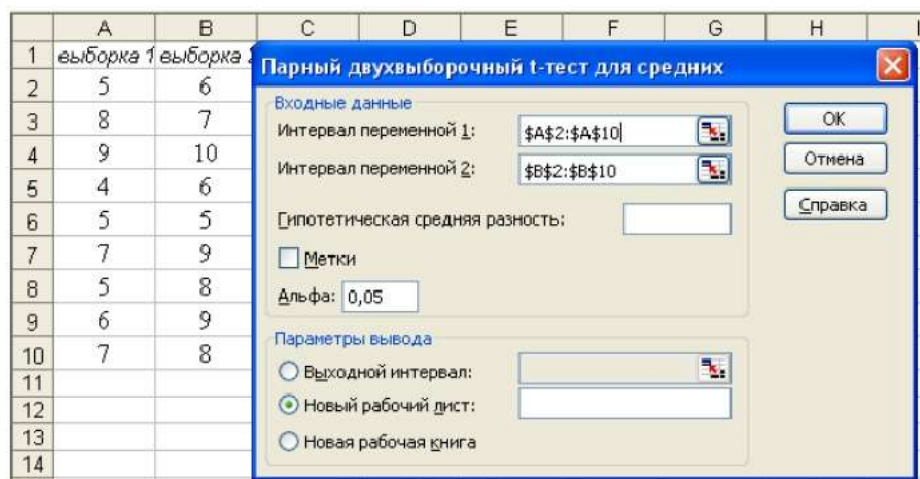 A B C D E F G H
1 выборка 1 выборка
2 5 6
3 8 7
4 9 10
5 4 6
6 5 5
7 7 9
8 5 8
9 6 9
10 7 8
11
12
13
14
Парный двухвыборочный t-тест для средних
Входные данные
Интервал переменной 1: $A$2:$A$10
Интервал переменной 2: $B$2:$B$10
Гипотетическая средняя разность:
Метки
Альфа: 0,05
Параметры вывода
Выходной интервал:
Новый рабочий лист:
Новая рабочая книга
ОК
Отмена
Справка